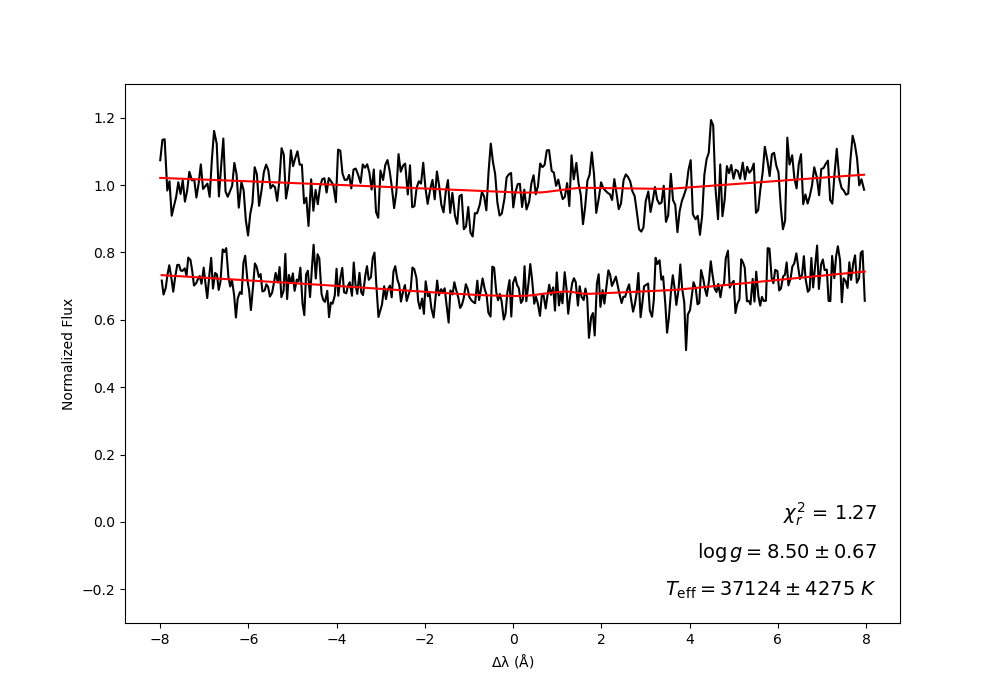 1.2
1.0
0.8
0.6
0.4
0.2
0.0
−0.2
Normalized Flux
χ²ᵣ = 1.27
log g = 8.50 ± 0.67
T_eff = 37124 ± 4275 K
−8 −6 −4 −2 0 2 4 6 8
Δλ (Å)